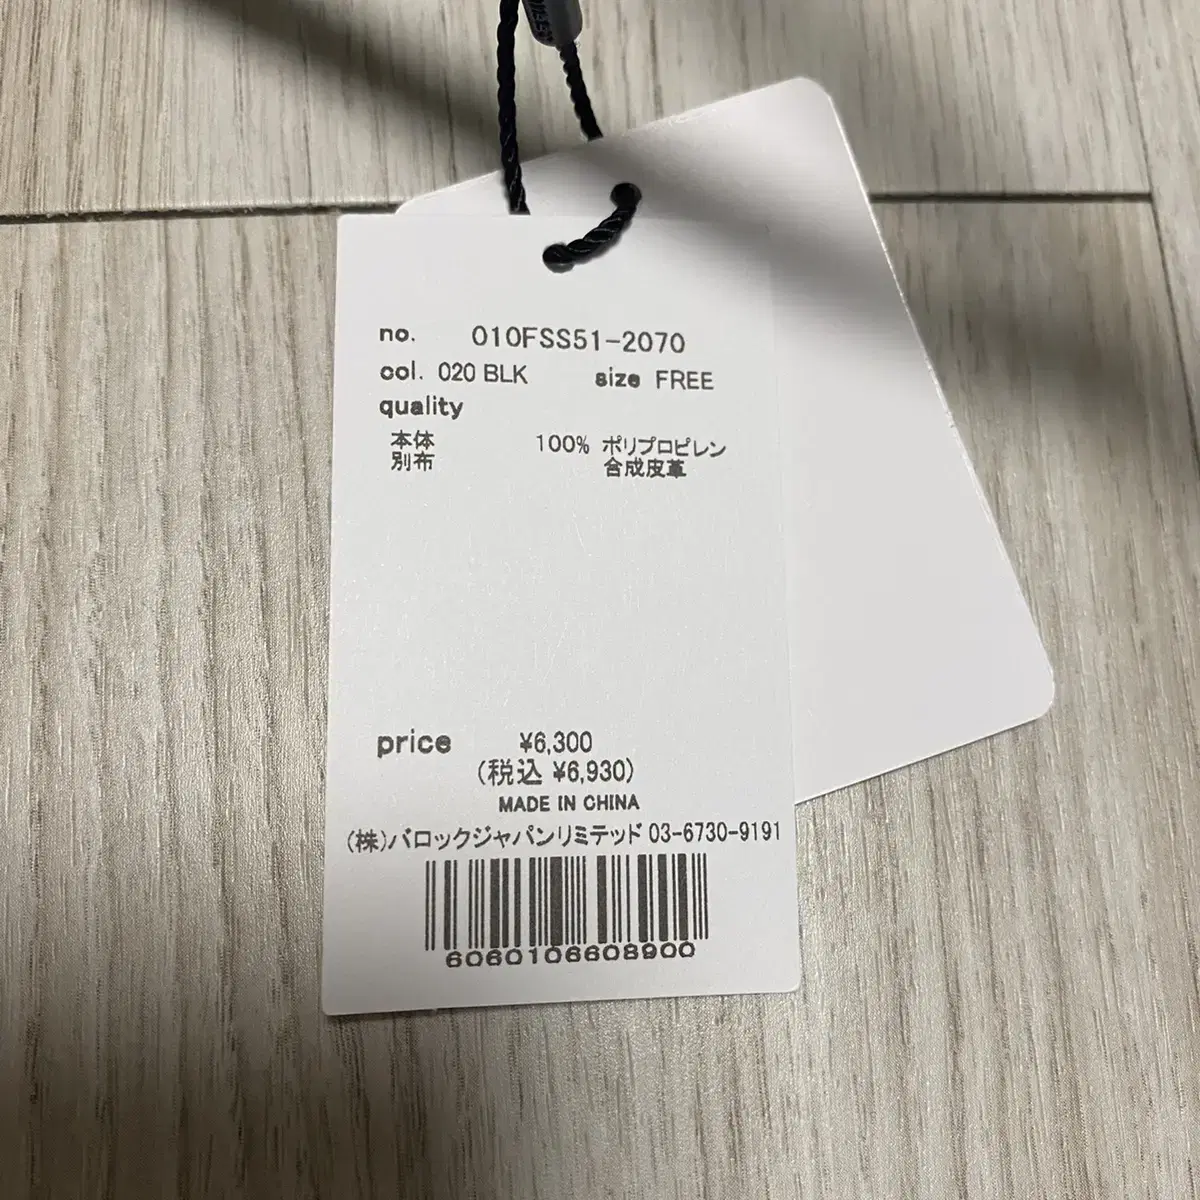 no. 010FSS51-2070
col. 020 BLK size FREE
quality
本体 100% ポリプロピレン
別布 合成皮革
price ¥6,300
(税込 ¥6,930)
MADE IN CHINA
(株)バロックジャパンリミテッド 03-6730-9191
6060106608900